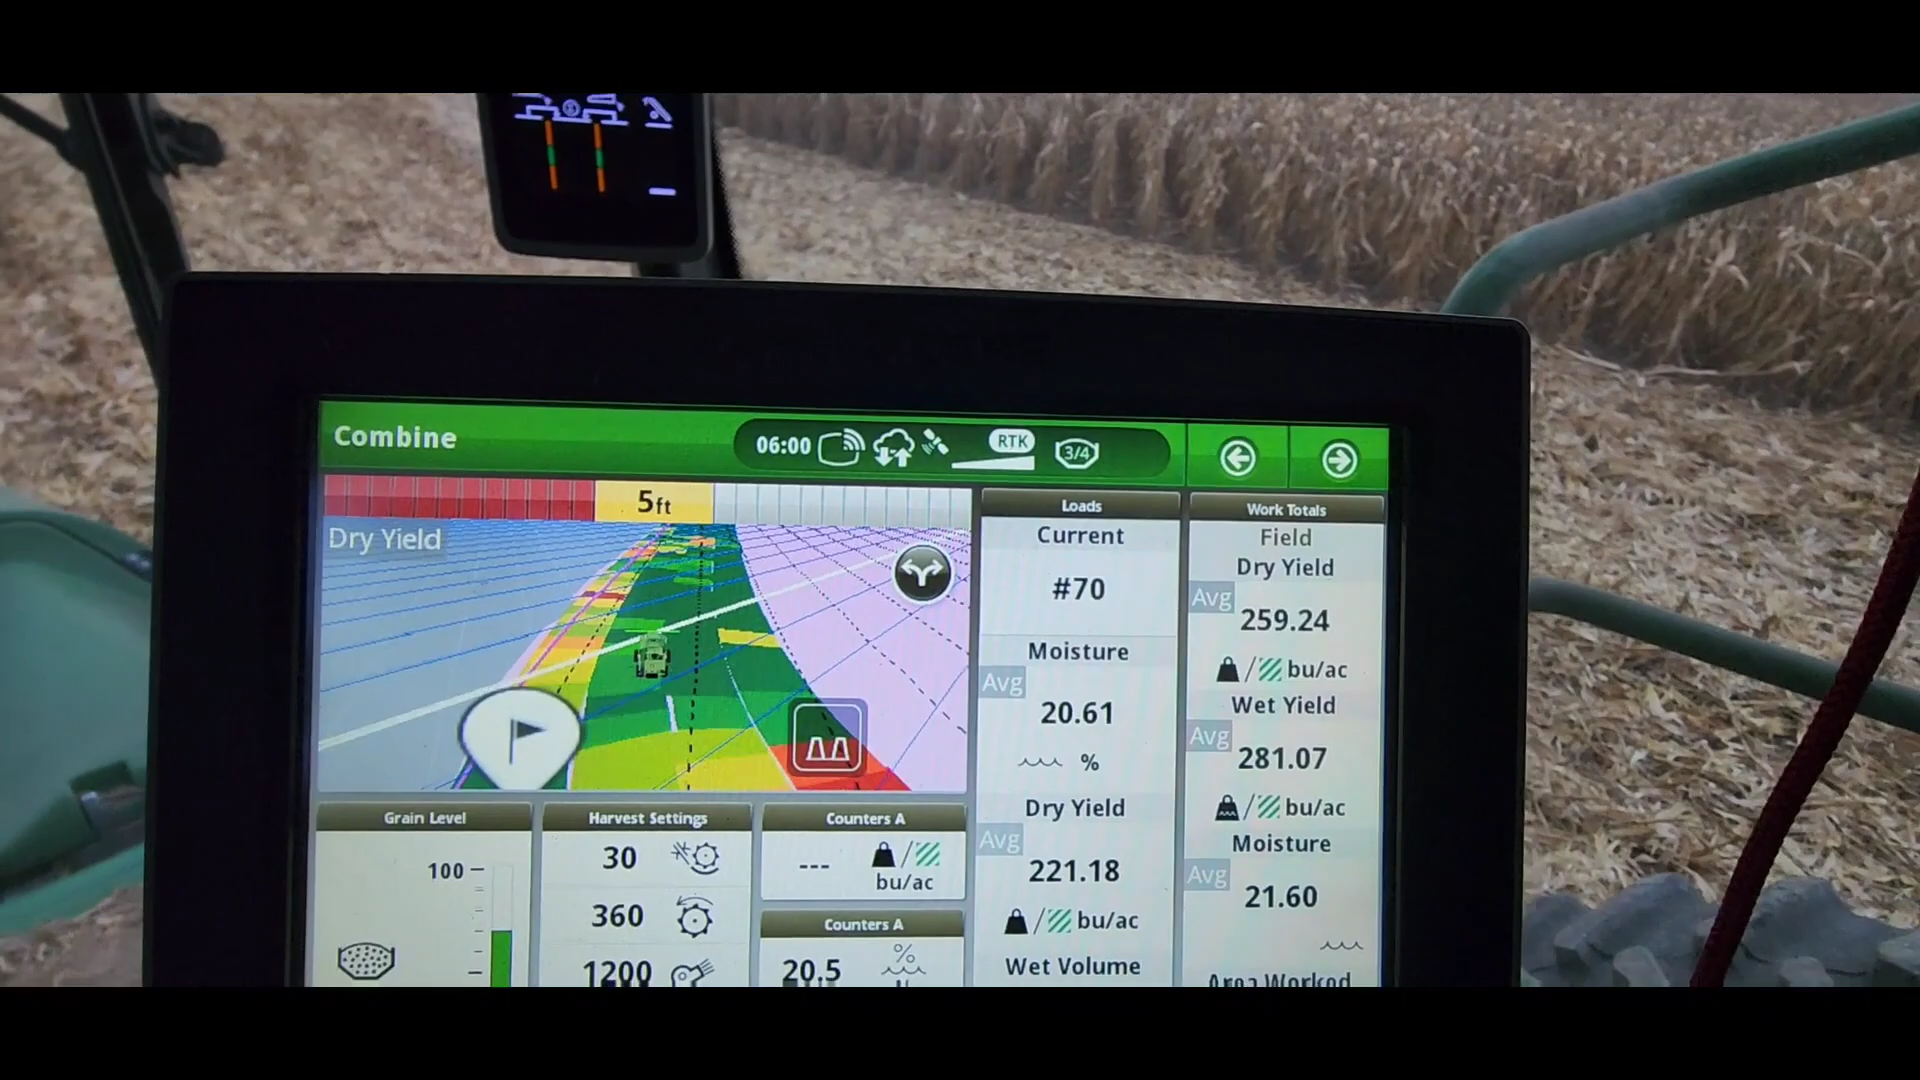 Combine
06:00
RTK
3/4
5ft
Dry Yield
Loads
Current
#70
Moisture
Avg
20.61
%
Dry Yield
Avg
221.18
/ bu/ac
Wet Volume
Work Totals
Field
Dry Yield
Avg
259.24
/ bu/ac
Wet Yield
Avg
281.07
/ bu/ac
Moisture
Avg
21.60
Area Worked
Grain Level
100
Harvest Settings
30
360
1200
Counters A
---
/
bu/ac
Counters A
20.5
%